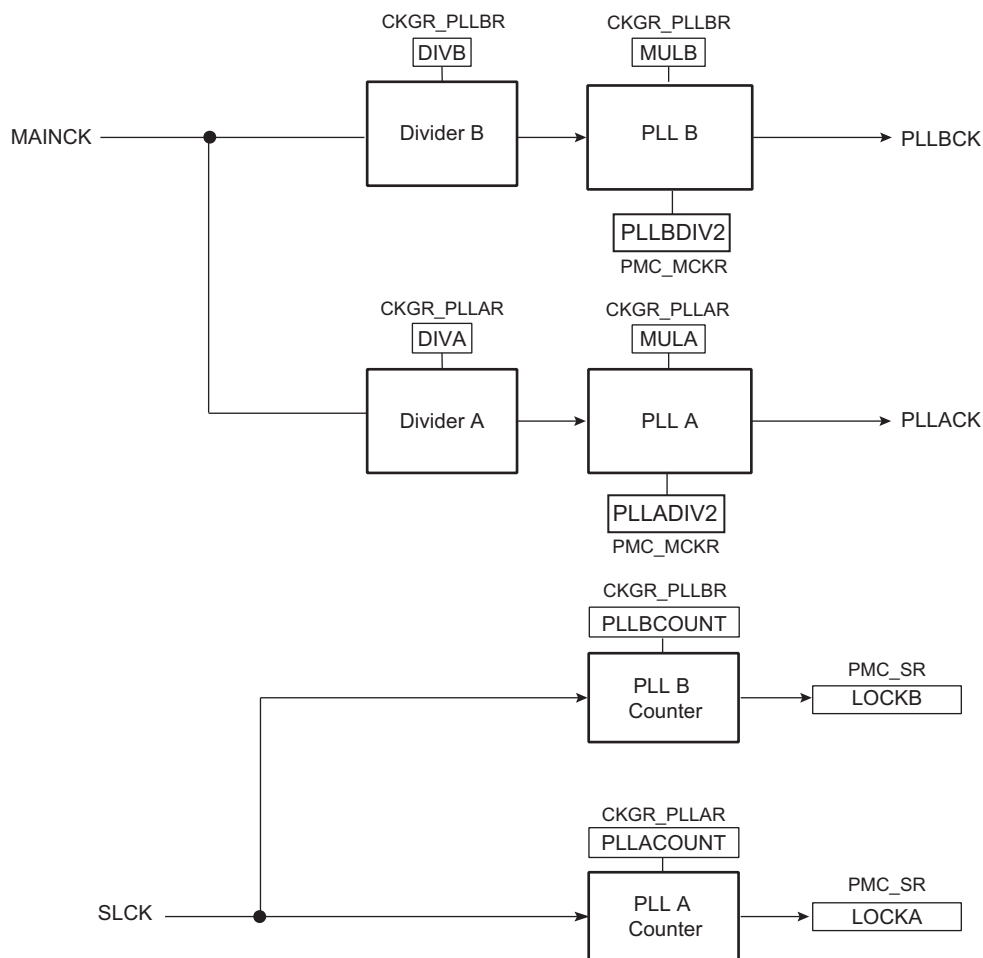 CKGR_PLLBR
DIVB
CKGR_PLLBR
MULB
MAINCK
Divider B
PLL B
PLLBCK
PLLBDIV2
PMC_MCKR
CKGR_PLLAR
DIVA
CKGR_PLLAR
MULA
Divider A
PLL A
PLLACK
PLLADIV2
PMC_MCKR
CKGR_PLLBR
PLLBCOUNT
PLL B
Counter
PMC_SR
LOCKB
CKGR_PLLAR
PLLACOUNT
SLCK
PLL A
Counter
PMC_SR
LOCKA